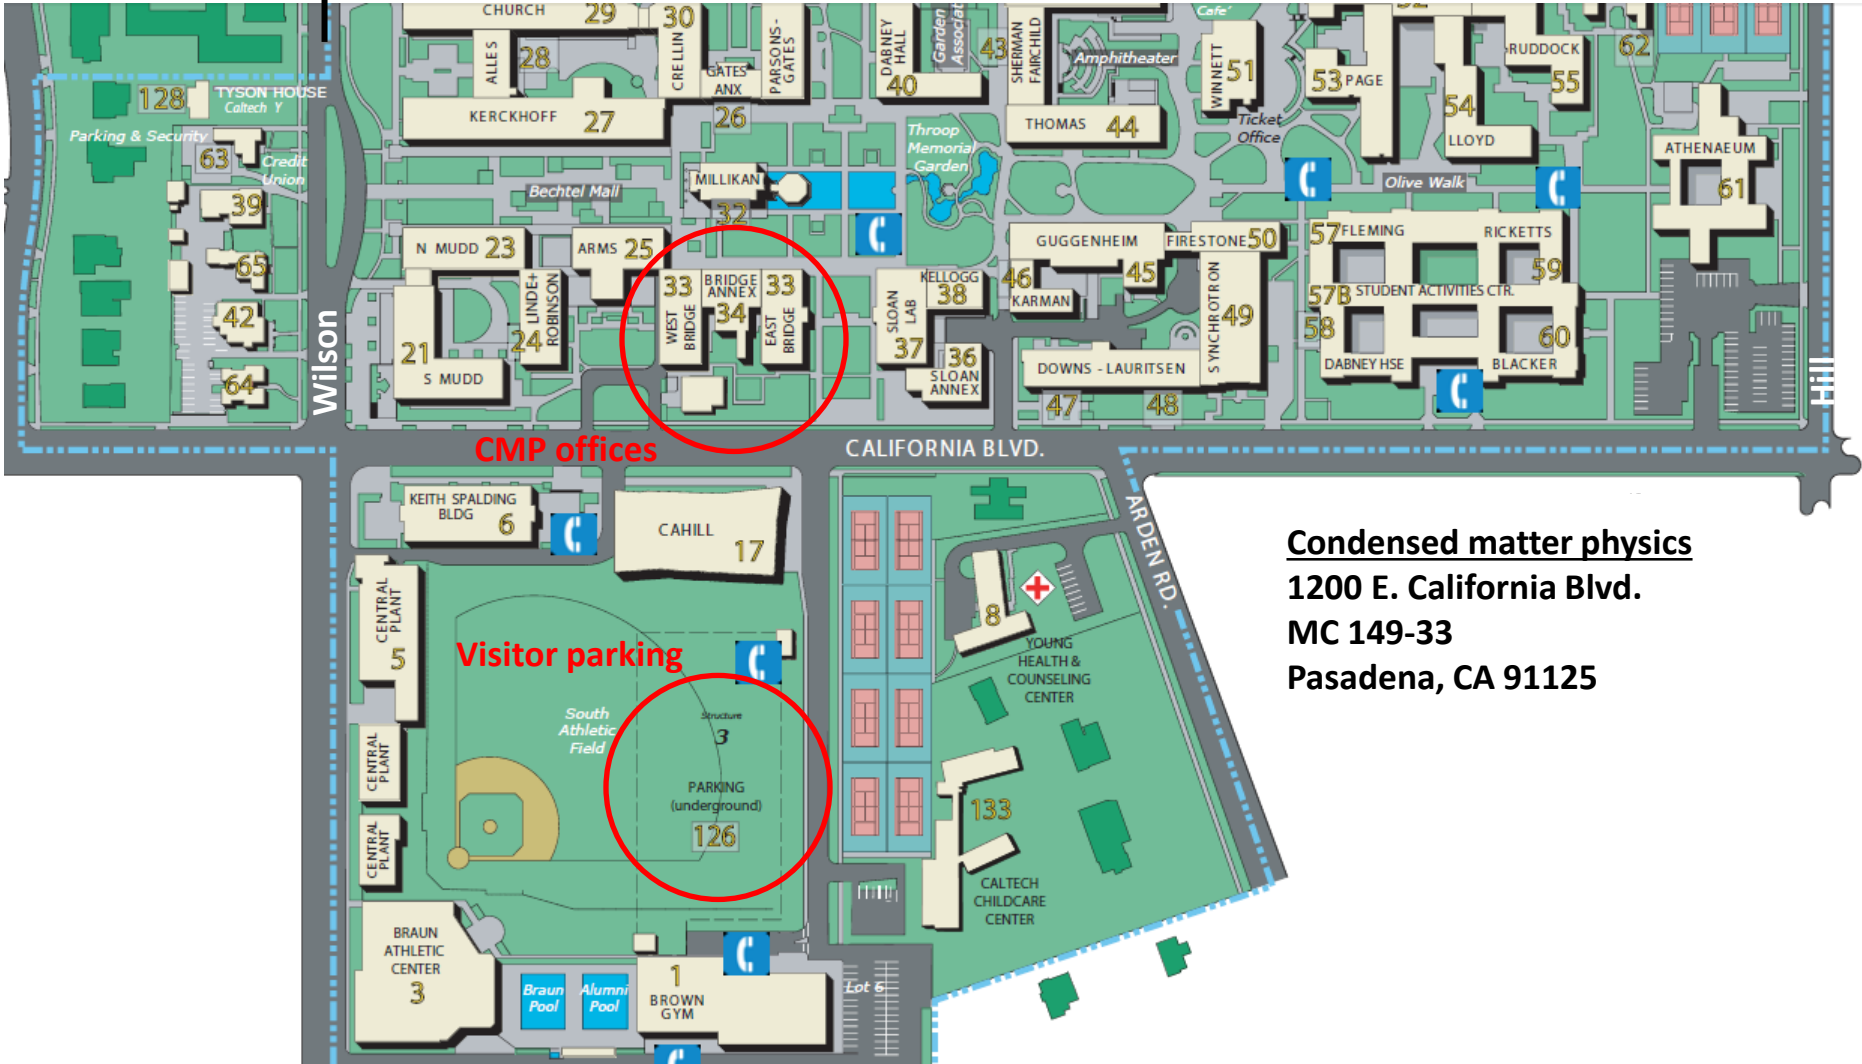 CHURCH 29
30
CRELLIN
PARSONS-
GATES
DABNEY
HALL
40
Garden
Associat
43
SHERMAN
FAIRCHILD
Cafe'
Amphitheater
WINNETT
51
53 PAGE
RUDDOCK
55
62
54
LLOYD
ALLES
28
GATES
ANX
26
128
TYSON HOUSE
Caltech Y
KERCKHOFF 27
THOMAS 44
Ticket
Office
Parking & Security
63
Credit
Union
Throop
Memorial
Garden
ATHENAEUM
61
Bechtel Mall
MILLIKAN
32
Olive Walk
39
N MUDD 23
ARMS 25
GUGGENHEIM
FIRESTONE 50
57 FLEMING
RICKETTS
59
65
LINDE+
ROBINSON
24
33
WEST
BRIDGE
BRIDGE
ANNEX
34
33
EAST
BRIDGE
KELLOGG
38
46
KARMAN
45
SYNCHROTRON
49
57B STUDENT ACTIVITIES CTR.
42
21
S MUDD
SLOAN
LAB
37
36
SLOAN
ANNEX
DOWNS - LAURITSEN
47
48
58
DABNEY HSE
60
BLACKER
64
Wilson
Hill
CMP offices
CALIFORNIA BLVD.
KEITH SPALDING
BLDG 6
CAHILL
17
ARDEN RD.
Condensed matter physics
1200 E. California Blvd.
MC 149-33
Pasadena, CA 91125
CENTRAL
PLANT
5
8
YOUNG
HEALTH &
COUNSELING
CENTER
Visitor parking
South
Athletic
Field
Structure
3
PARKING
(underground)
126
CENTRAL
PLANT
CENTRAL
PLANT
133
CALTECH
CHILDCARE
CENTER
BRAUN
ATHLETIC
CENTER
3
Braun
Pool
Alumni
Pool
1
BROWN
GYM
Lot 6